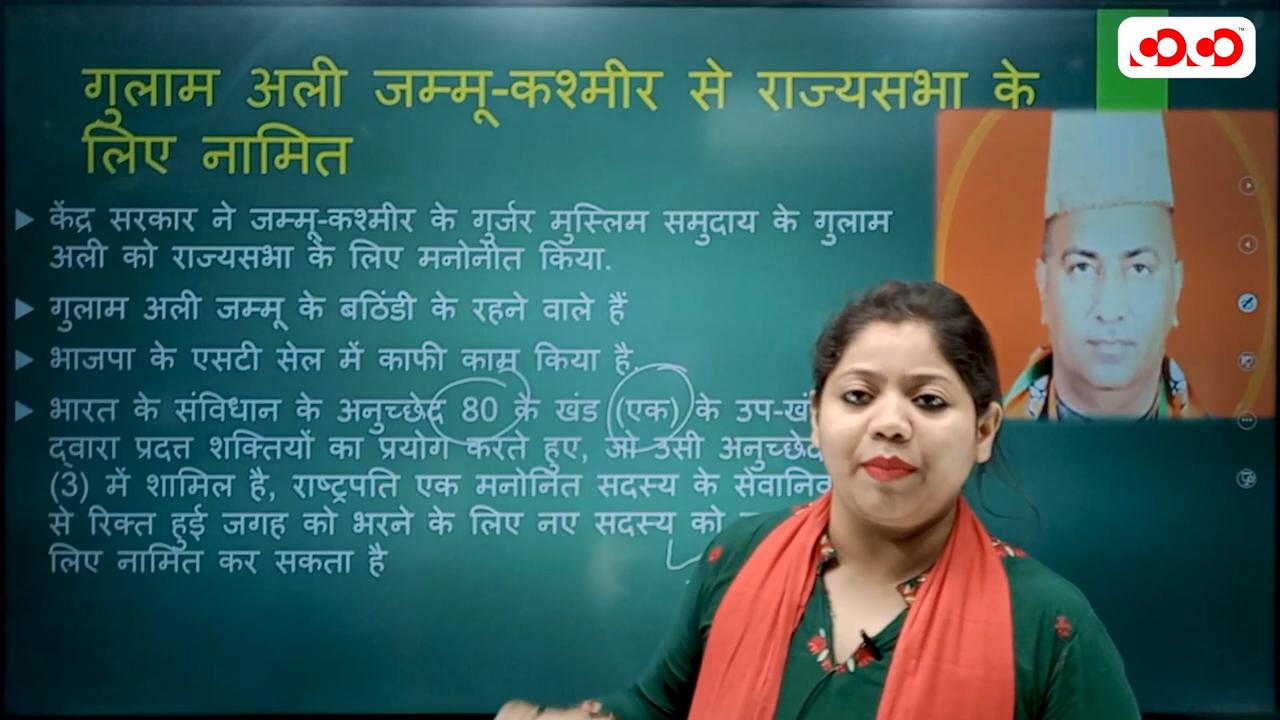 गुलाम अली जम्मू-कश्मीर से राज्यसभा के
लिए नामित
केंद्र सरकार ने जम्मू-कश्मीर के गुर्जर मुस्लिम समुदाय के गुलाम
अली को राज्यसभा के लिए मनोनीत किया.
गुलाम अली जम्मू के बठिंडी के रहने वाले हैं
भाजपा के एसटी सेल में काफी काम किया है.
भारत के संविधान के अनुच्छेद 80 के खंड (एक) के
द्वारा प्रदत्त शक्तियों का प्रयोग करते हुए, जो उसी
(3) में शामिल है, राष्ट्रपति एक मनोनित सदस्य के
से रिक्त हुई जगह को भरने के लिए नए सदस्य को
लिए नामित कर सकता है